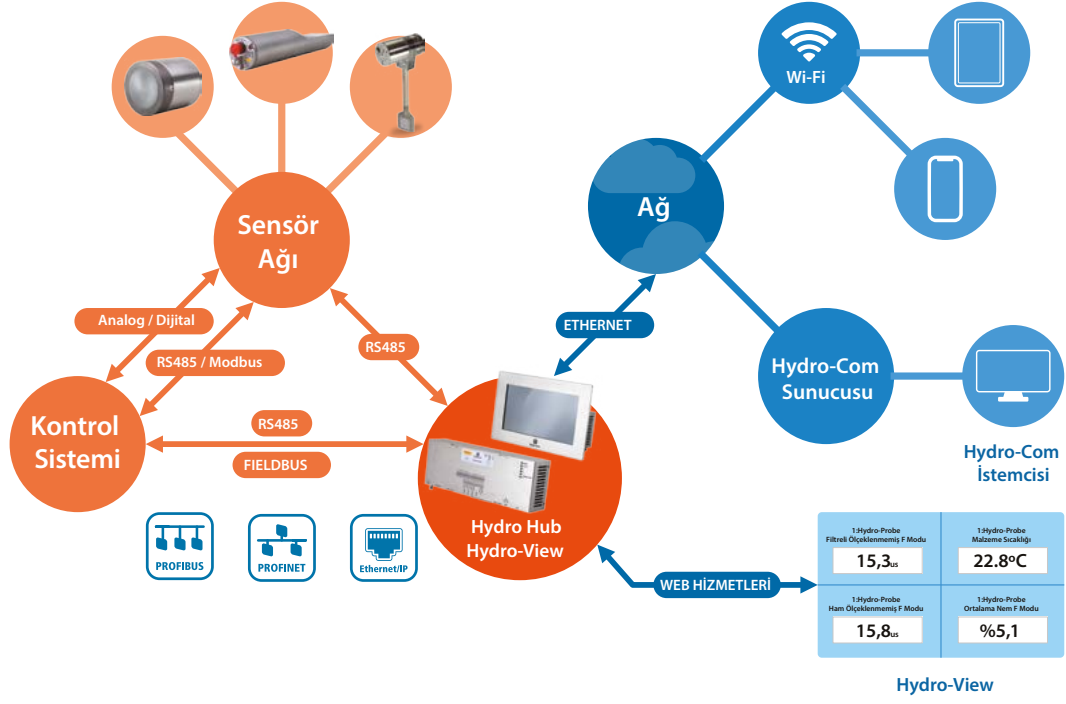 Wi-Fi
Ağ
Sensör
Ağı
Analog / Dijital
RS485 / Modbus
RS485
ETHERNET
Hydro-Com
Sunucusu
Kontrol
Sistemi
RS485
FIELDBUS
Hydro-Com
İstemcisi
Hydro Hub
Hydro-View
PROFIBUS
PROFINET
Ethernet/IP
WEB HİZMETLERİ
1:Hydro-Probe
Filtreli Ölçeklenmemiş F Modu
15,3us
1:Hydro-Probe
Malzeme Sıcaklığı
22.8ºC
1:Hydro-Probe
Ham Ölçeklenmemiş F Modu
15,8us
1:Hydro-Probe
Ortalama Nem F Modu
%5,1
Hydro-View